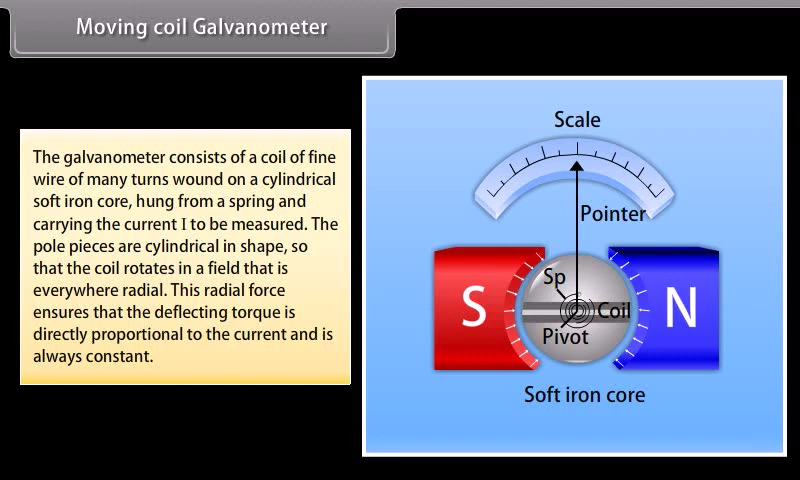 Moving coil Galvanometer
The galvanometer consists of a coil of fine
wire of many turns wound on a cylindrical
soft iron core, hung from a spring and
carrying the current I to be measured. The
pole pieces are cylindrical in shape, so
that the coil rotates in a field that is
everywhere radial. This radial force
ensures that the deflecting torque is
directly proportional to the current and is
always constant.
Scale
Pointer
S
Sp
Coil
N
Pivot
Soft iron core